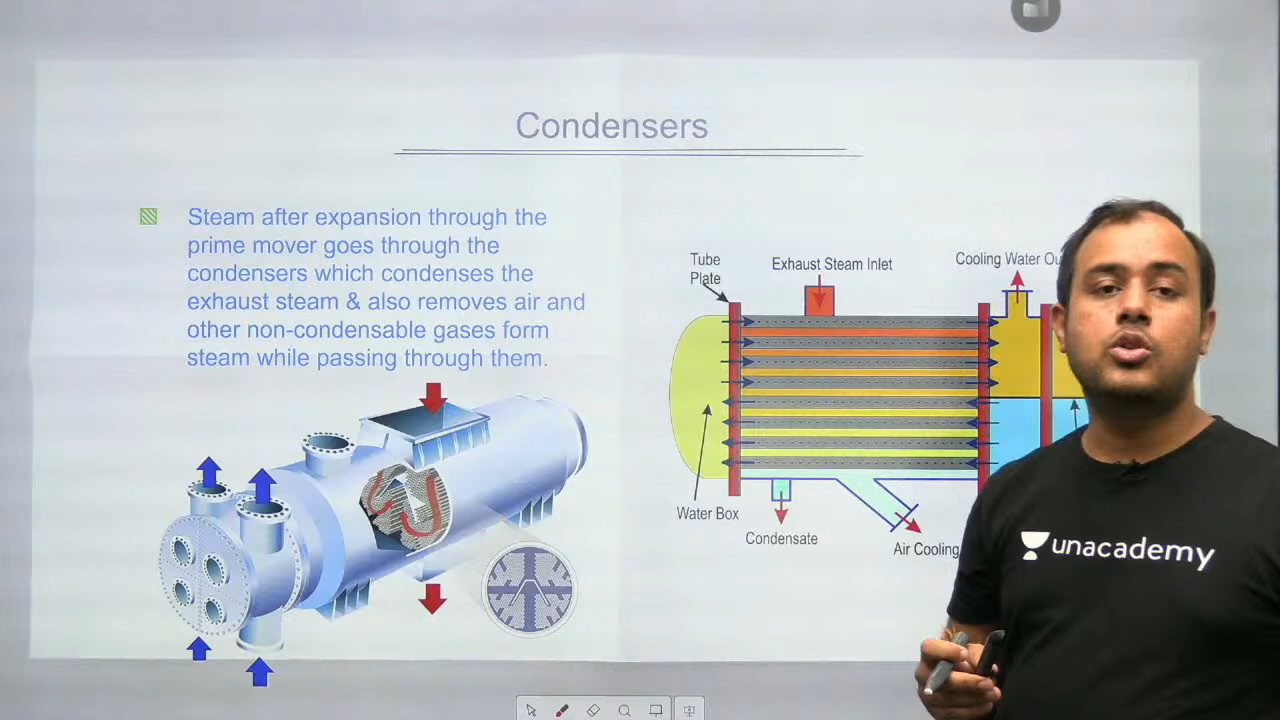 Condensers
Steam after expansion through the
prime mover goes through the
condensers which condenses the
exhaust steam & also removes air and
other non-condensable gases form
steam while passing through them.
Tube
Plate
Exhaust Steam Inlet
Cooling Water
Water Box
Condensate
Air Cooling
unacademy